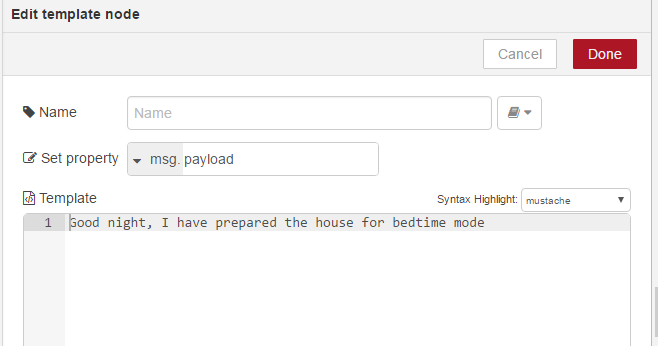 Edit template node
Cancel Done
Name Name
Set property msg. payload
Template Syntax Highlight: mustache
1 Good night, I have prepared the house for bedtime mode